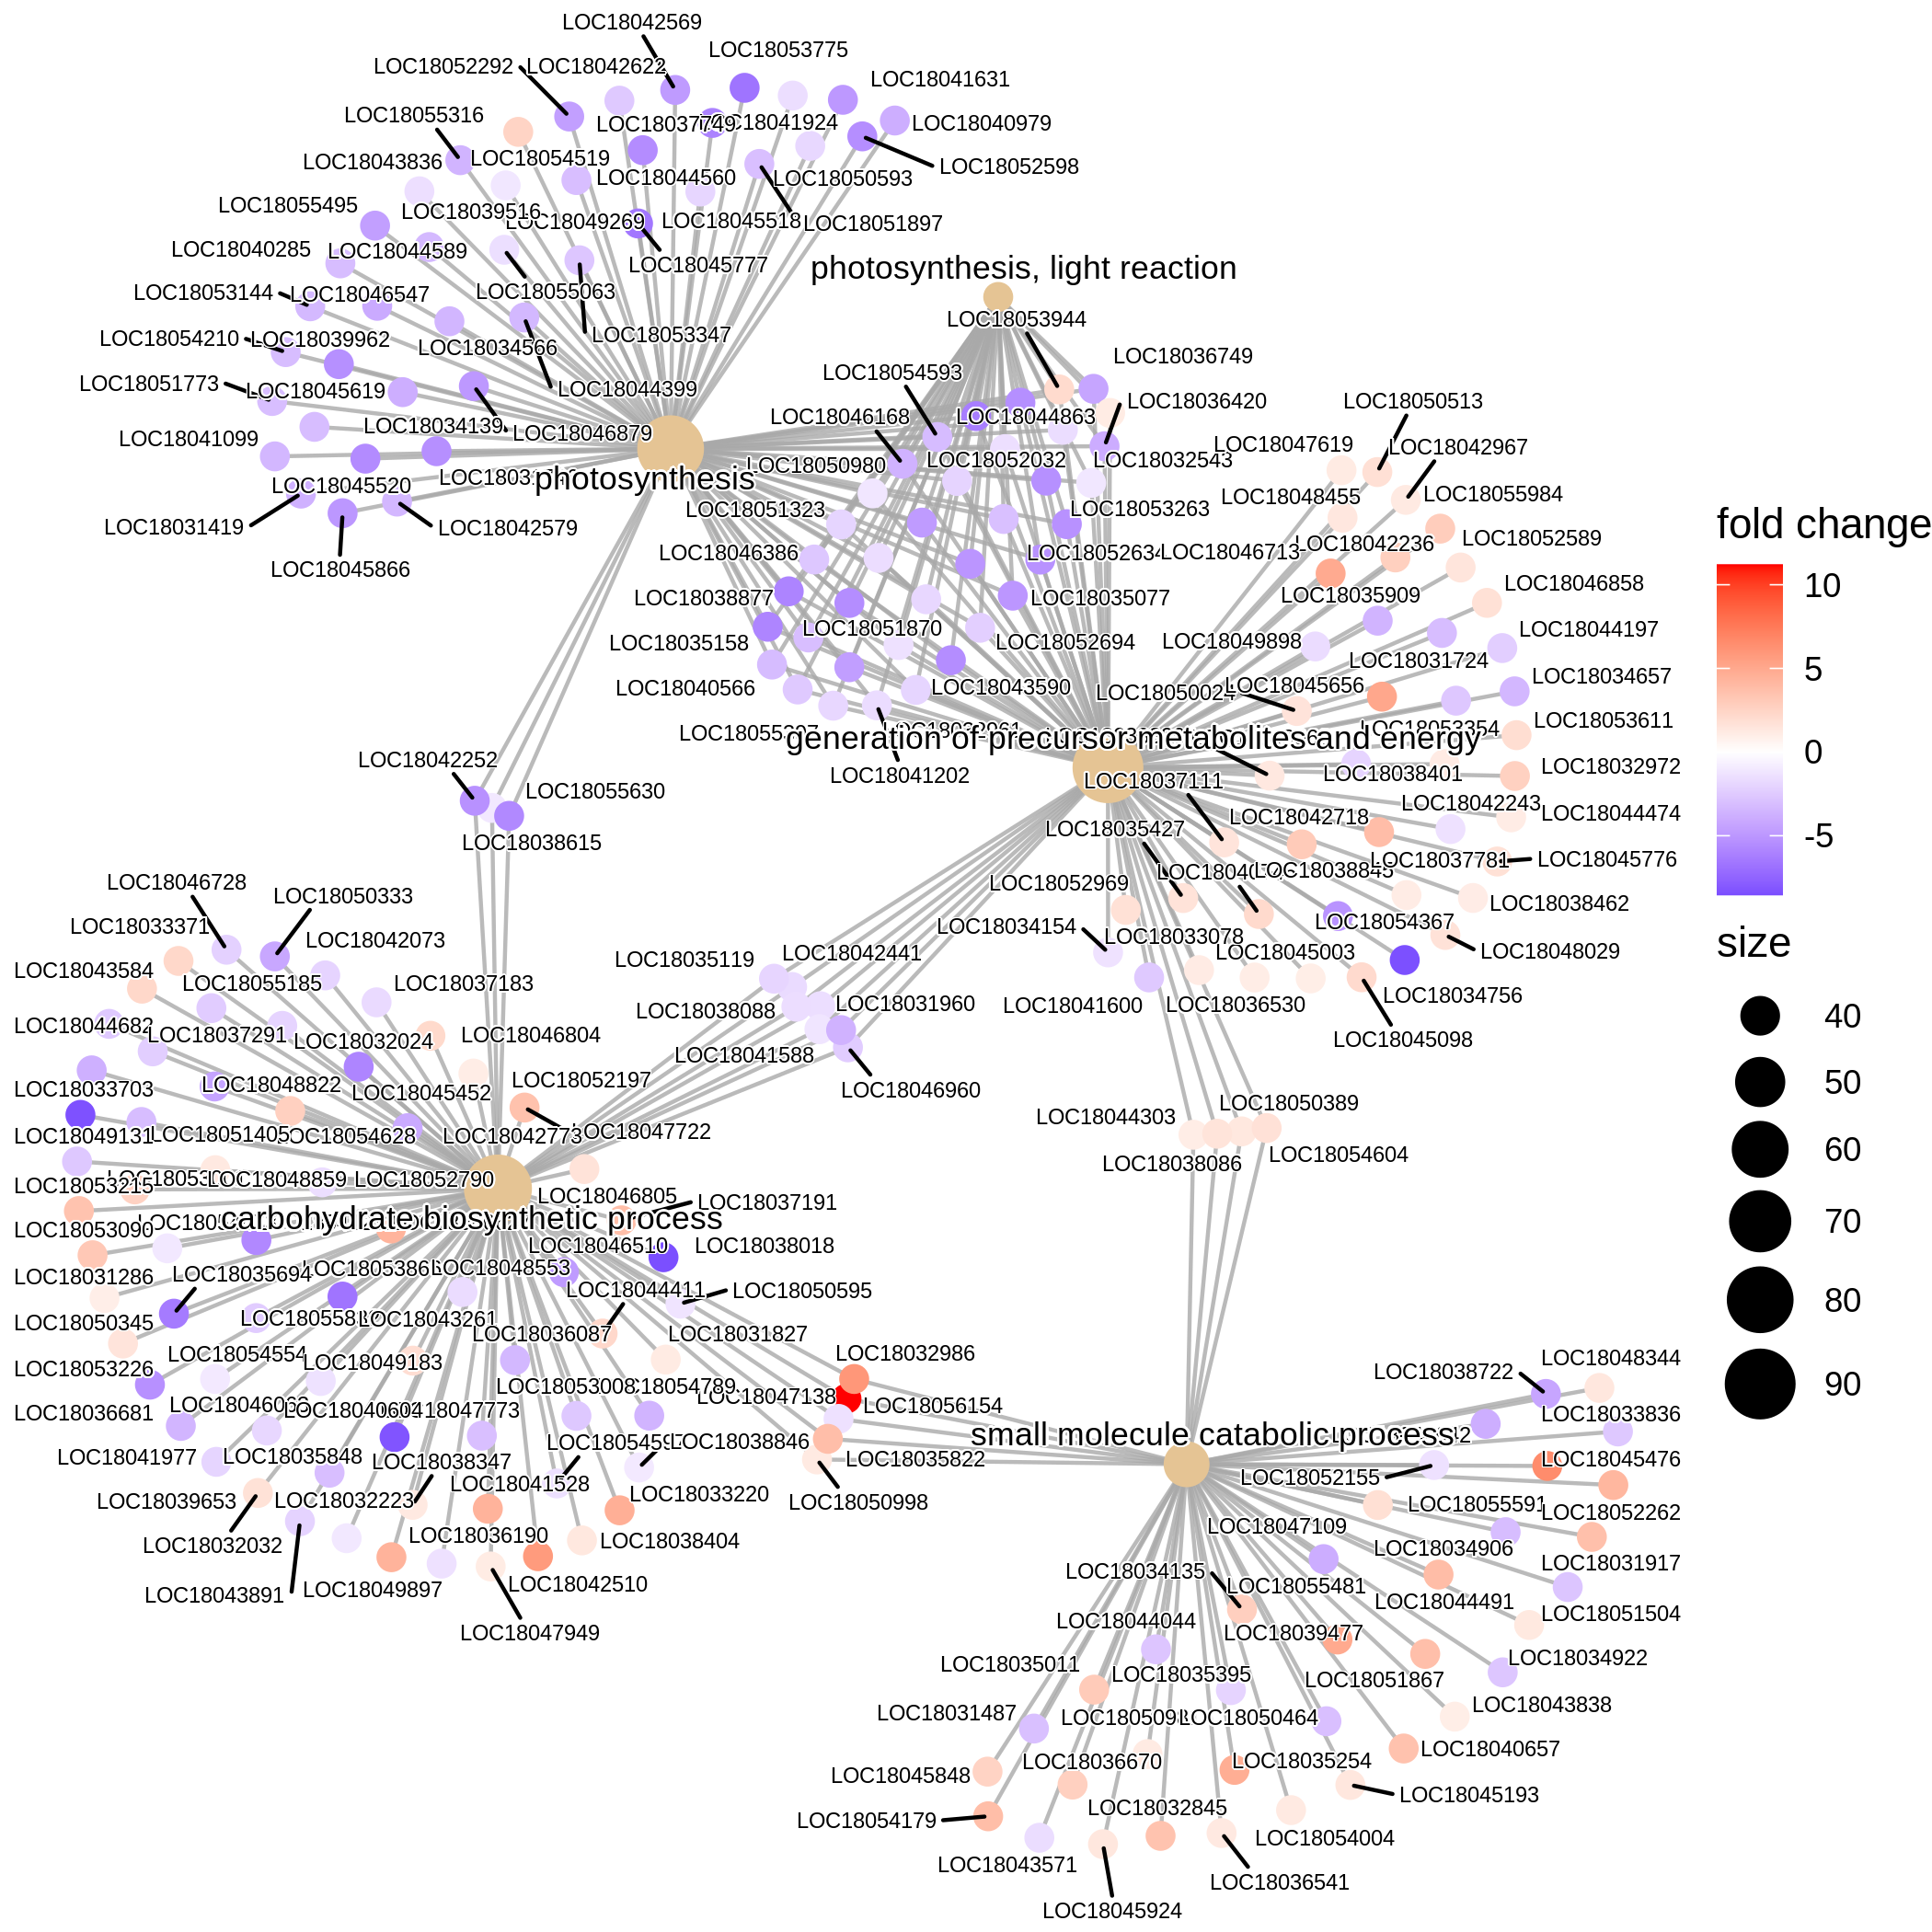 LOC18042569
LOC18053775
LOC18052292
LOC18042622
LOC18041631
LOC18055316
LOC18037749
LOC18041924
LOC18040979
LOC18043836
LOC18054519
LOC18052598
LOC18044560
LOC18050593
LOC18055495
LOC18039516
LOC18049269
LOC18045518
LOC18051897
LOC18040285
LOC18044589
LOC18045777
photosynthesis, light reaction
LOC18053144
LOC18046547
LOC18055063
LOC18053944
LOC18054210
LOC18039962
LOC18034566
LOC18053347
LOC18036749
LOC18051773
LOC18045619
LOC18044399
LOC18054593
LOC18036420
LOC18050513
LOC18046168
LOC18044863
LOC18041099
LOC18034139
LOC18046879
LOC18047619
LOC18042967
LOC18050980
LOC18052032
LOC18032543
photosynthesis
LOC18045520
LOC18048455
LOC18055984
LOC18051323
LOC18053263
LOC18031419
LOC18042579
fold change
LOC18046386
LOC18052634
LOC18046713
LOC18042236
LOC18052589
LOC18045866
10
LOC18046858
LOC18038877
LOC18035077
LOC18035909
LOC18051870
LOC18044197
LOC18035158
LOC18052694
LOC18049898
LOC18031724
5
LOC18034657
LOC18040566
LOC18043590
LOC18050024
LOC18045656
LOC18053611
LOC18053354
generation of precursor metabolites and energy
0
LOC18042252
LOC18041202
LOC18037111
LOC18038401
LOC18032972
LOC18055630
LOC18042243
LOC18044474
LOC18042718
LOC18035427
-5
LOC18038615
LOC18037781
LOC18045776
LOC18038845
LOC18046728
LOC18050333
LOC18052969
LOC18038462
LOC18033371
LOC18034154
LOC18054367
LOC18042073
LOC18033078
size
LOC18035119
LOC18042441
LOC18045003
LOC18048029
LOC18043584
LOC18055185
LOC18037183
LOC18034756
LOC18038088
LOC18031960
LOC18041600
LOC18036530
40
LOC18044682
LOC18037291
LOC18032024
LOC18046804
LOC18045098
LOC18041588
LOC18033703
LOC18048822
LOC18045452
LOC18052197
LOC18046960
50
LOC18044303
LOC18050389
LOC18049131
LOC18051405
LOC18054628
LOC18042773
LOC18047722
60
LOC18038086
LOC18054604
LOC18053215
LOC18048859
LOC18052790
LOC18046805
LOC18037191
LOC18053090
carbohydrate biosynthetic process
70
LOC18046510
LOC18038018
LOC18031286
LOC18035694
LOC18048553
LOC18044411
LOC18050595
80
LOC18050345
LOC18043261
LOC18036087
LOC18031827
LOC18053226
LOC18054554
LOC18049183
LOC18032986
LOC18038722
LOC18048344
90
LOC18053008
LOC18054789
LOC18047138
LOC18056154
LOC18036681
LOC18047773
LOC18033836
small molecule catabolic process
LOC18041977
LOC18035848
LOC18038347
LOC18038846
LOC18035822
LOC18045476
LOC18052155
LOC18041528
LOC18039653
LOC18032223
LOC18033220
LOC18050998
LOC18055591
LOC18052262
LOC18032032
LOC18036190
LOC18038404
LOC18047109
LOC18034906
LOC18034135
LOC18031917
LOC18043891
LOC18049897
LOC18042510
LOC18055481
LOC18044491
LOC18051504
LOC18047949
LOC18044044
LOC18039477
LOC18034922
LOC18035011
LOC18035395
LOC18051867
LOC18031487
LOC18050464
LOC18043838
LOC18045848
LOC18036670
LOC18035254
LOC18040657
LOC18045193
LOC18054179
LOC18032845
LOC18054004
LOC18043571
LOC18036541
LOC18045924